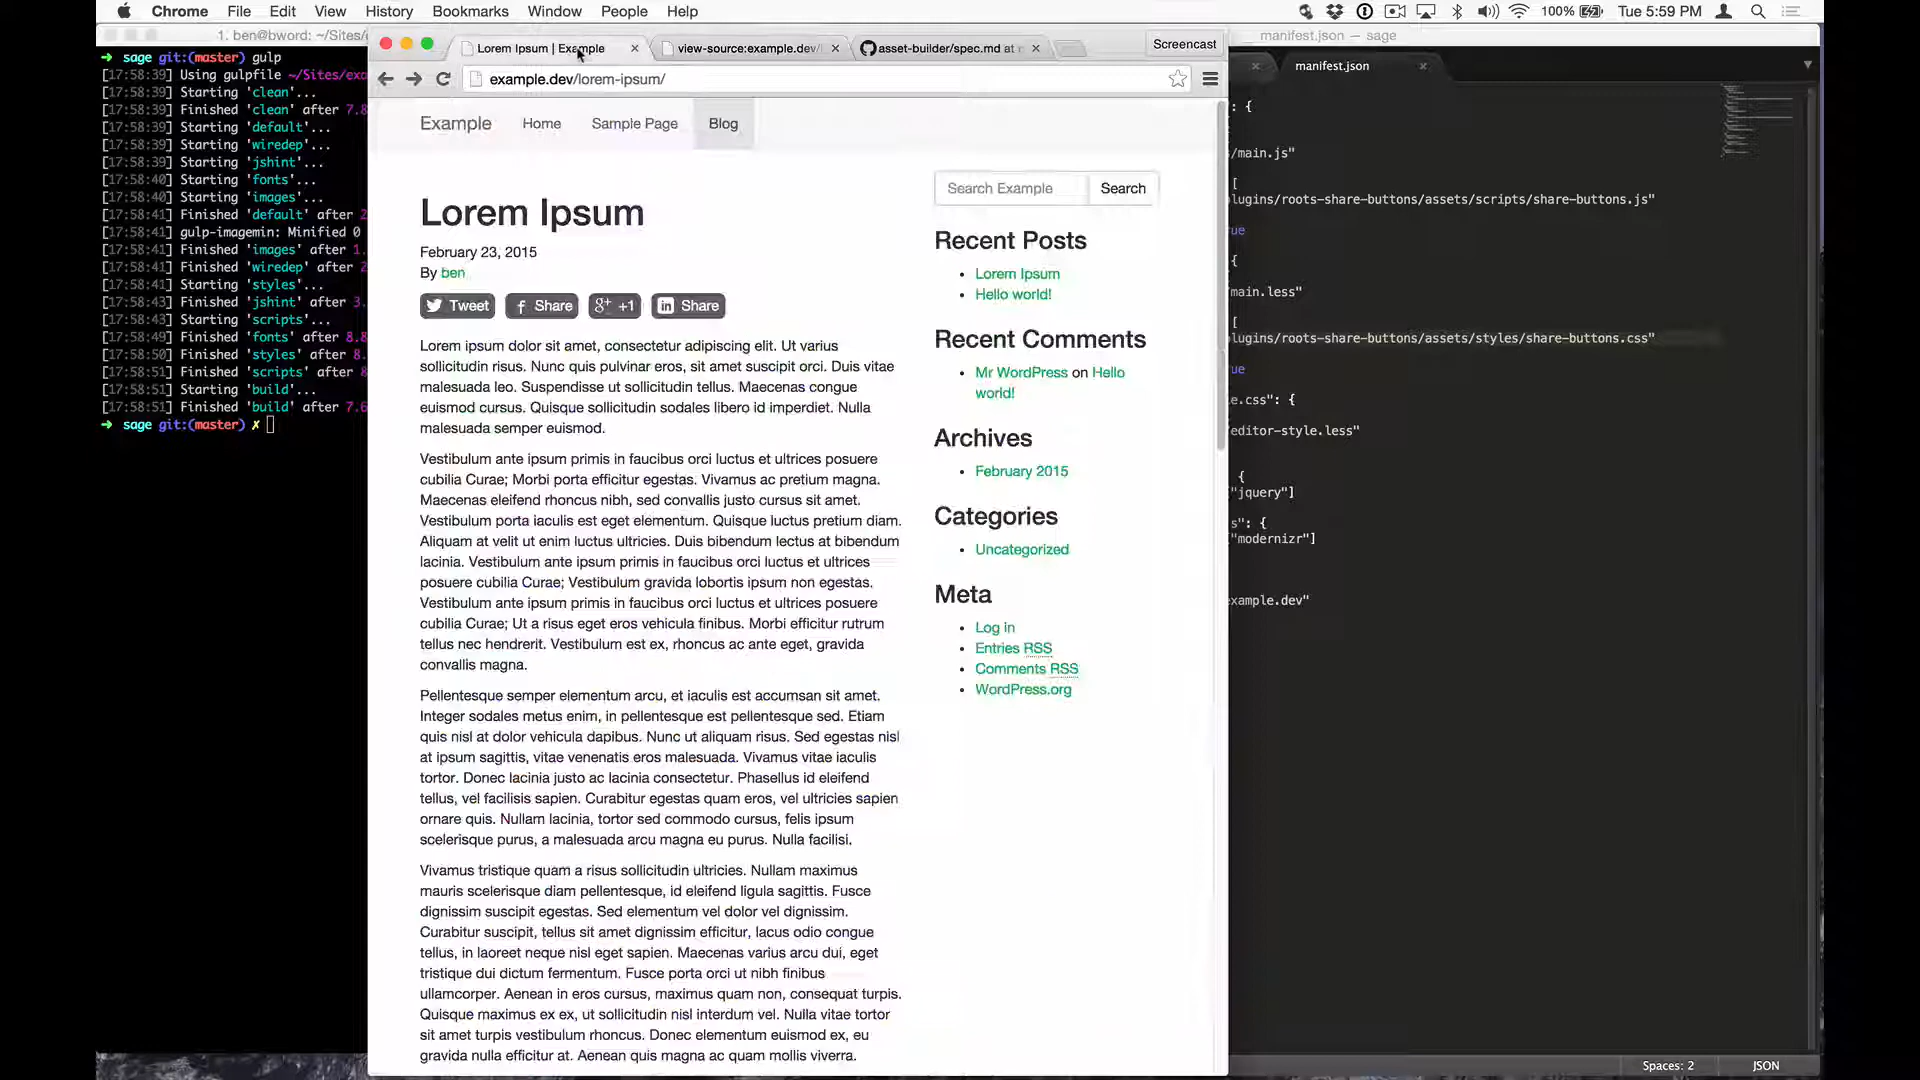 Chrome File Edit View History Bookmarks Window People Help 100% Tue 5:59 PM
1. ben@bword: ~/Sites/
sage git:(master) gulp
[17:58:39] Using gulpfile ~/Sites/
[17:58:39] Starting 'clean'...
[17:58:39] Finished 'clean' after 7.8
[17:58:39] Starting 'default'...
[17:58:39] Starting 'wiredep'...
[17:58:39] Starting 'jshint'...
[17:58:40] Starting 'fonts'...
[17:58:40] Starting 'images'...
[17:58:41] Finished 'default' after 2
[17:58:41] gulp-imagemin: Minified 0
[17:58:41] Finished 'images' after 1.
[17:58:41] Finished 'wiredep' after 2
[17:58:41] Starting 'styles'...
[17:58:43] Finished 'jshint' after 3.
[17:58:43] Starting 'scripts'...
[17:58:49] Finished 'fonts' after 8.8
[17:58:50] Finished 'styles' after 8.
[17:58:51] Finished 'scripts' after 8
[17:58:51] Starting 'build'...
[17:58:51] Finished 'build' after 7.6
sage git:(master) ✗
Lorem Ipsum | Example
view-source:example.dev/
asset-builder/spec.md at
Screencast
example.dev/lorem-ipsum/
Example Home Sample Page Blog
Lorem Ipsum
February 23, 2015
By ben
Tweet Share +1 Share
Lorem ipsum dolor sit amet, consectetur adipiscing elit. Ut varius
sollicitudin risus. Nunc quis pulvinar eros, sit amet suscipit orci. Duis vitae
malesuada leo. Suspendisse ut sollicitudin tellus. Maecenas congue
euismod cursus. Quisque sollicitudin sodales libero id imperdiet. Nulla
malesuada semper euismod.
Vestibulum ante ipsum primis in faucibus orci luctus et ultrices posuere
cubilia Curae; Morbi porta efficitur egestas. Vivamus ac pretium magna.
Maecenas eleifend rhoncus nibh, sed convallis justo cursus sit amet.
Vestibulum porta iaculis est eget elementum. Quisque luctus pretium diam.
Aliquam at velit ut enim luctus ultricies. Duis bibendum lectus at bibendum
lacinia. Vestibulum ante ipsum primis in faucibus orci luctus et ultrices
posuere cubilia Curae; Vestibulum gravida lobortis ipsum non egestas.
Vestibulum ante ipsum primis in faucibus orci luctus et ultrices posuere
cubilia Curae; Ut a risus eget eros vehicula finibus. Morbi efficitur rutrum
tellus nec hendrerit. Vestibulum est ex, rhoncus ac ante eget, gravida
convallis magna.
Pellentesque semper elementum arcu, et iaculis est accumsan sit amet.
Integer sodales metus enim, in pellentesque est pellentesque sed. Etiam
quis nisl at dolor vehicula dapibus. Nunc ut aliquam risus. Sed egestas nisl
at ipsum sagittis, vitae venenatis eros malesuada. Vivamus vitae iaculis
tortor. Donec lacinia justo ac lacinia consectetur. Phasellus id eleifend
tellus, vel facilisis sapien. Curabitur egestas quam eros, vel ultricies sapien
ornare quis. Nullam lacinia, tortor sed commodo cursus, felis ipsum
scelerisque purus, a malesuada arcu magna eu purus. Nulla facilisi.
Vivamus tristique quam a risus sollicitudin ultricies. Nullam maximus
mauris scelerisque diam pellentesque, id eleifend ligula sagittis. Fusce
dignissim suscipit egestas. Sed elementum vel dolor vel dignissim.
Curabitur suscipit, tellus sit amet dignissim efficitur, lacus odio congue
tellus, in laoreet neque nisl eget sapien. Maecenas varius arcu dui, eget
tristique dui dictum fermentum. Fusce porta orci ut nibh finibus
ullamcorper. Aenean in eros cursus, maximus quam non, consequat turpis.
Quisque maximus ex ex, ut sollicitudin nisl interdum vel. Nulla vitae tortor
sit amet turpis vestibulum rhoncus. Donec elementum euismod ex, eu
gravida nulla efficitur at. Aenean quis magna ac quam mollis viverra.
Search Example Search
Recent Posts
Lorem Ipsum
Hello world!
Recent Comments
Mr WordPress on Hello
world!
Archives
February 2015
Categories
Uncategorized
Meta
Log in
Entries RSS
Comments RSS
WordPress.org
manifest.json — sage
manifest.json
: {
/main.js"
[
lugins/roots-share-buttons/assets/scripts/share-buttons.js"
rue
{
main.less"
[
lugins/roots-share-buttons/assets/styles/share-buttons.css"
rue
e.css": {
editor-style.less"
{
"jquery"]
s": {
"modernizr"]
example.dev"
Spaces: 2 JSON